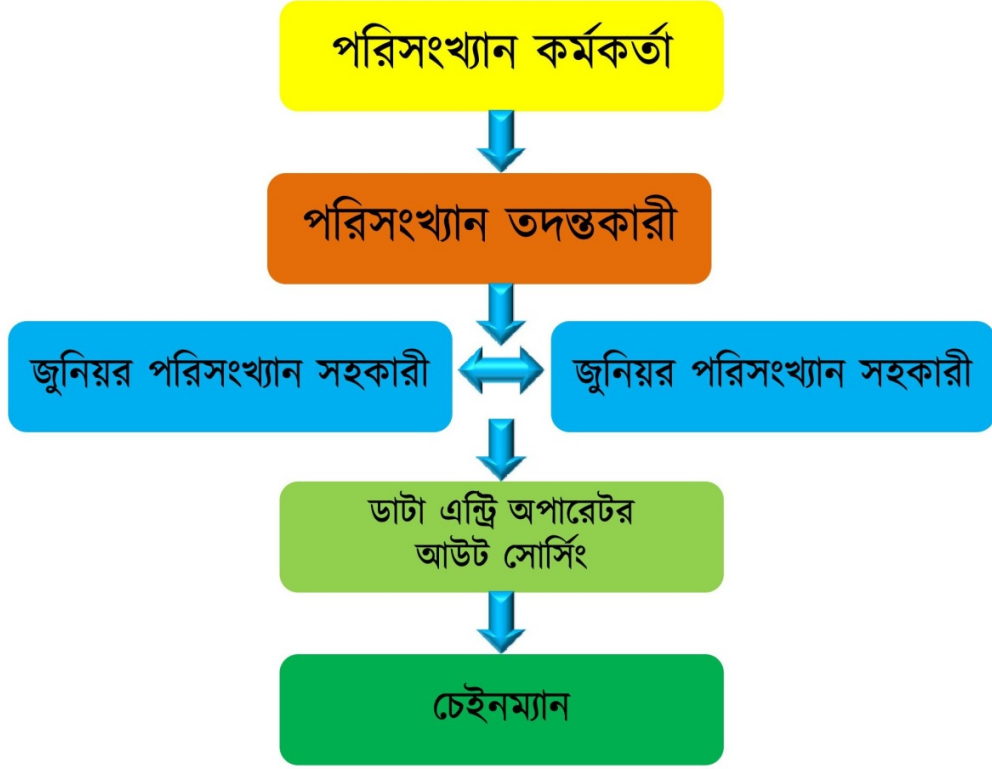 পরিসংখ্যান কর্মকর্তা
পরিসংখ্যান তদন্তকারী
জুনিয়র পরিসংখ্যান সহকারী
জুনিয়র পরিসংখ্যান সহকারী
ডাটা এন্ট্রি অপারেটর
আউট সোর্সিং
চেইনম্যান